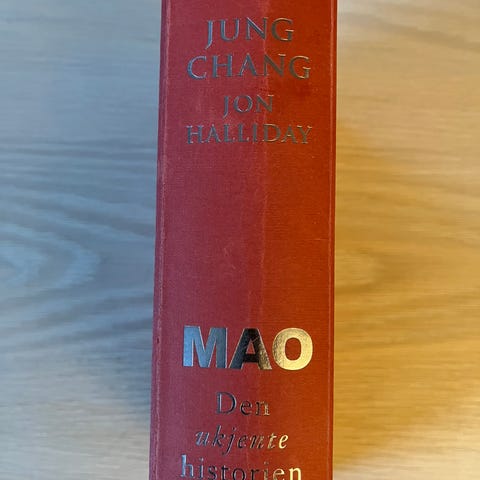 JUNG
CHANG
JON
HALLIDAY
MAO
Den
ukjente
historien